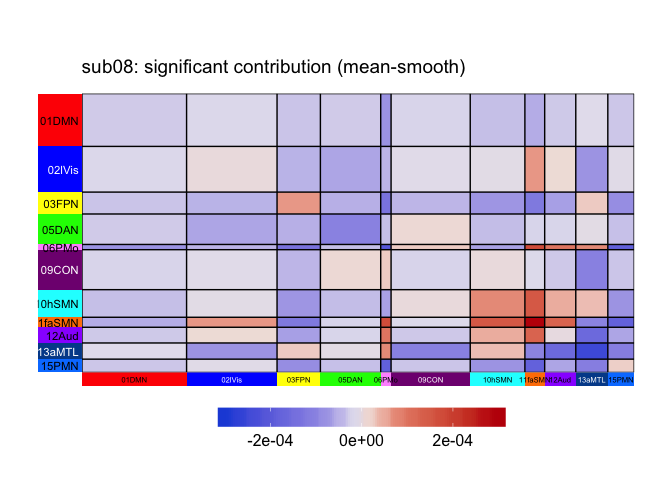 sub08: significant contribution (mean-smooth)
01DMN
02lVis
03FPN
05DAN
06PMo
09CON
10hSMN
11faSMN
12Aud
13aMTL
15PMN
01DMN
02lVis
03FPN
05DAN
06PMo
09CON
10hSMN
11faSMN
12Aud
13aMTL
15PMN
-2e-04
0e+00
2e-04